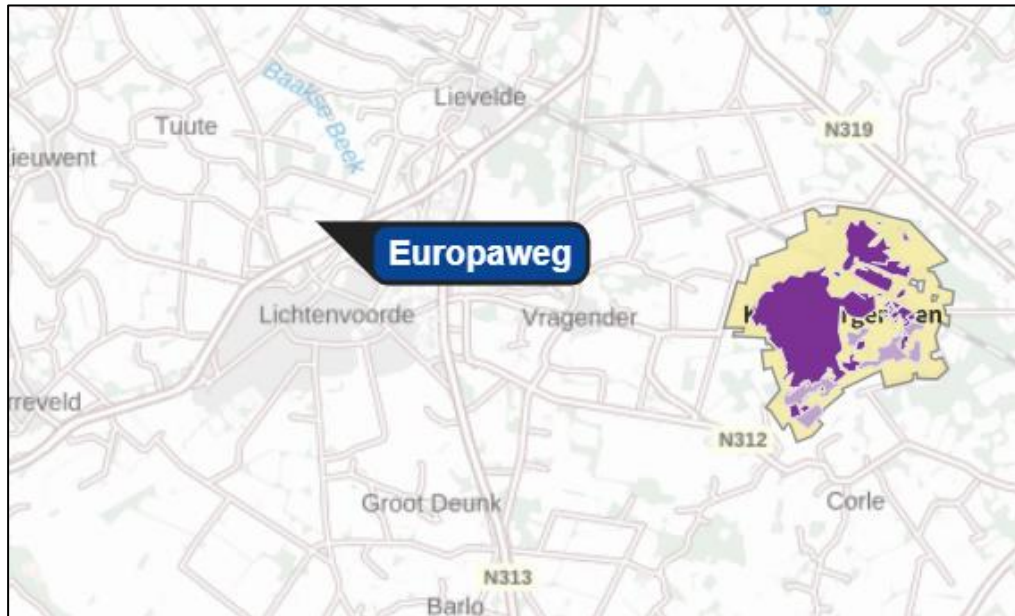 Lievelde
Baakse Beek
Tuute
N319
ieuwent
Europaweg
Lichtenvoorde
Vragender
rreveld
N312
Groot Deunk
Corle
N313
Barlo